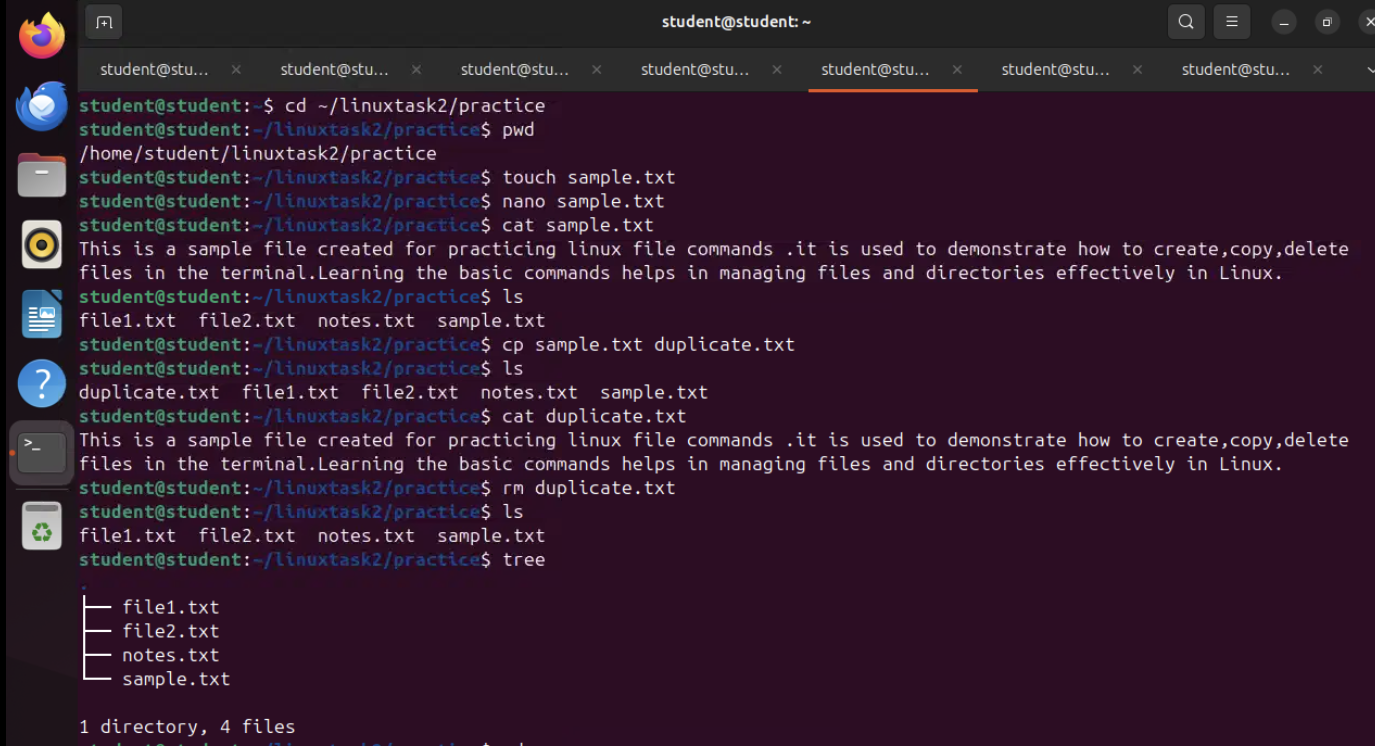 student@student: ~
student@stu... student@stu... student@stu... student@stu... student@stu... student@stu... student@stu...
student@student:~$ cd ~/linuxtask2/practice
student@student:~/linuxtask2/practice$ pwd
/home/student/linuxtask2/practice
student@student:~/linuxtask2/practice$ touch sample.txt
student@student:~/linuxtask2/practice$ nano sample.txt
student@student:~/linuxtask2/practice$ cat sample.txt
This is a sample file created for practicing linux file commands .it is used to demonstrate how to create,copy,delete
files in the terminal.Learning the basic commands helps in managing files and directories effectively in Linux.
student@student:~/linuxtask2/practice$ ls
file1.txt  file2.txt  notes.txt  sample.txt
student@student:~/linuxtask2/practice$ cp sample.txt duplicate.txt
student@student:~/linuxtask2/practice$ ls
duplicate.txt  file1.txt  file2.txt  notes.txt  sample.txt
student@student:~/linuxtask2/practice$ cat duplicate.txt
This is a sample file created for practicing linux file commands .it is used to demonstrate how to create,copy,delete
files in the terminal.Learning the basic commands helps in managing files and directories effectively in Linux.
student@student:~/linuxtask2/practice$ rm duplicate.txt
student@student:~/linuxtask2/practice$ ls
file1.txt  file2.txt  notes.txt  sample.txt
student@student:~/linuxtask2/practice$ tree
.
├── file1.txt
├── file2.txt
├── notes.txt
└── sample.txt
1 directory, 4 files